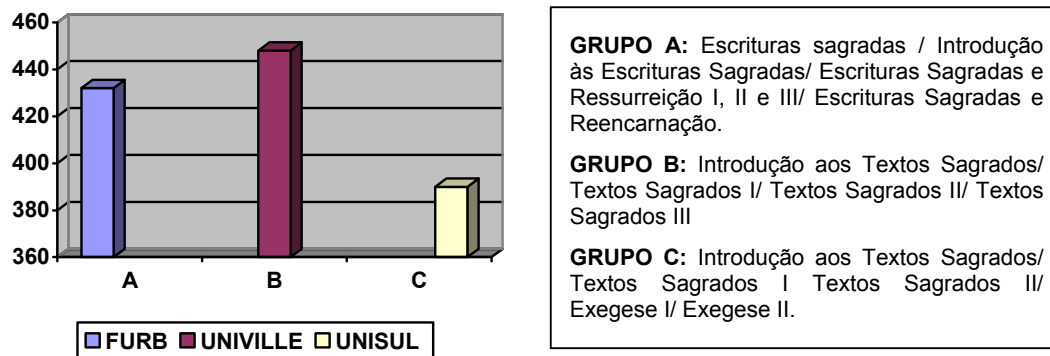 460
440
420
400
380
360
A B C
FURB UNIVILLE UNISUL
GRUPO A: Escrituras sagradas / Introdução
às Escrituras Sagradas/ Escrituras Sagradas e
Ressurreição I, II e III/ Escrituras Sagradas e
Reencarnação.
GRUPO B: Introdução aos Textos Sagrados/
Textos Sagrados I/ Textos Sagrados II/ Textos
Sagrados III
GRUPO C: Introdução aos Textos Sagrados/
Textos Sagrados I Textos Sagrados II/
Exegese I/ Exegese II.